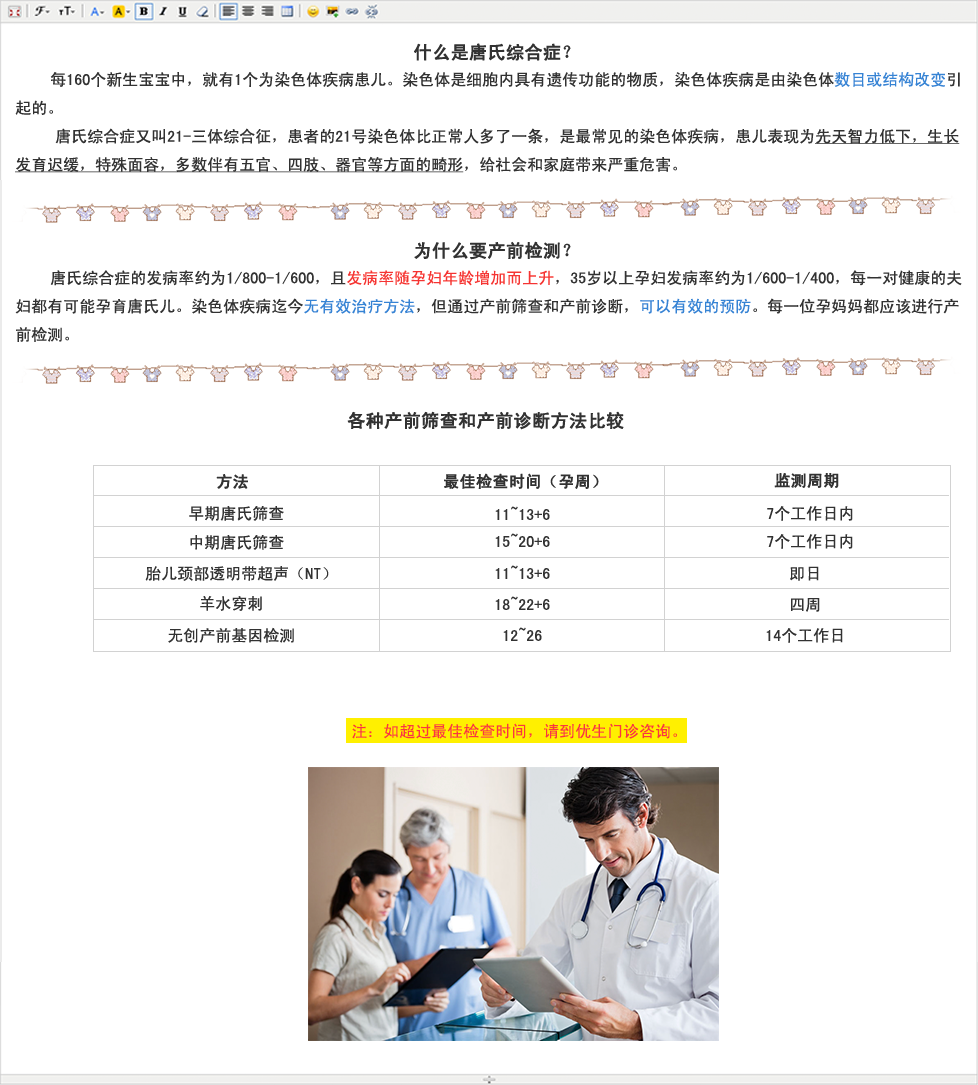 什么是唐氏综合症?
每160个新生宝宝中，就有1个为染色体疾病患儿。染色体是细胞内具有遗传功能的物质，染色体疾病是由染色体数目或结构改变引
起的。
唐氏综合症又叫21-三体综合征，患者的21号染色体比正常人多了一条，是最常见的染色体疾病，患儿表现为先天智力低下，生长
发育迟缓，特殊面容，多数伴有五官、四肢、器官等方面的畸形，给社会和家庭带来严重危害。
为什么要产前检测?
唐氏综合症的发病率约为1/800-1/600，且发病率随孕妇年龄增加而上升，35岁以上孕妇发病率约为1/600-1/400，每一对健康的夫
妇都有可能孕育唐氏儿。染色体疾病迄今无有效治疗方法，但通过产前筛查和产前诊断，可以有效的预防。每一位孕妈妈都应该进行产
前检测。
各种产前筛查和产前诊断方法比较
方法 最佳检查时间（孕周） 监测周期
早期唐氏筛查 11~13+6 7个工作日内
中期唐氏筛查 15~20+6 7个工作日内
胎儿颈部透明带超声（NT） 11~13+6 即日
羊水穿刺 18~22+6 四周
无创产前基因检测 12~26 14个工作日
注：如超过最佳检查时间，请到优生门诊咨询。